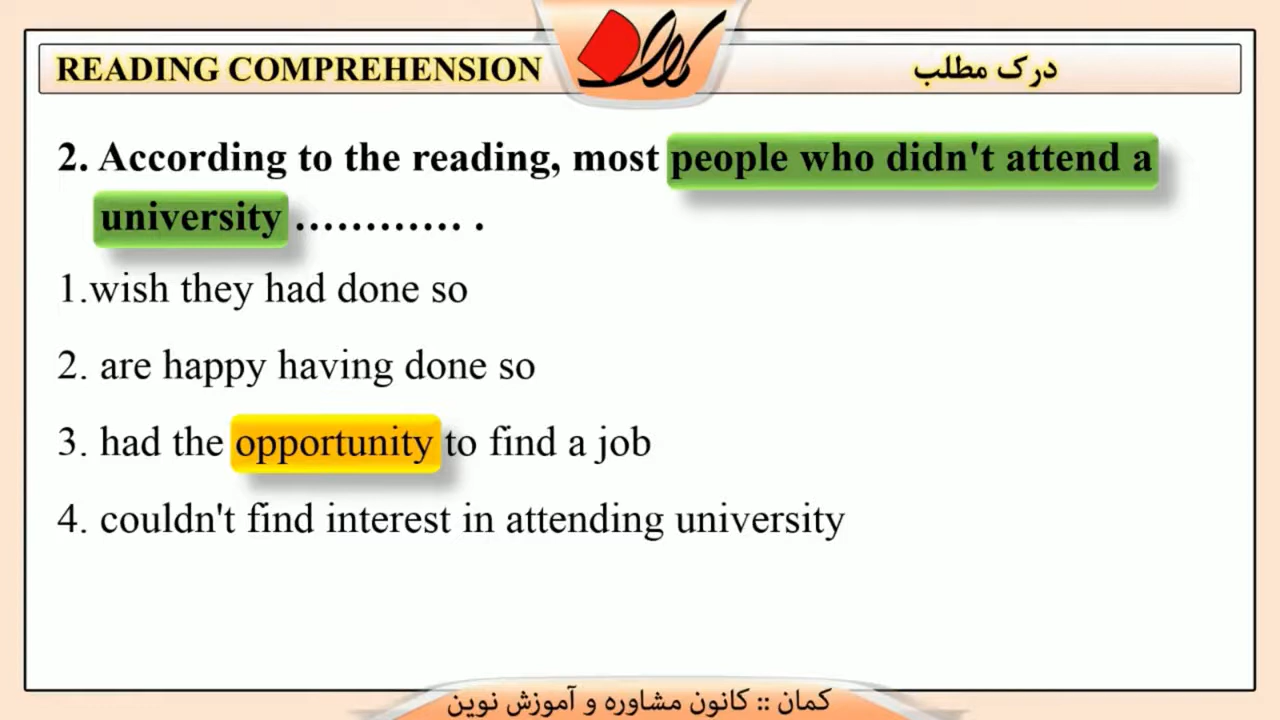 READING COMPREHENSION
درک مطلب
کمان
2. According to the reading, most people who didn't attend a
university ............ .
1.wish they had done so
2. are happy having done so
3. had the opportunity to find a job
4. couldn't find interest in attending university
کمان :: کانون مشاوره و آموزش نوین